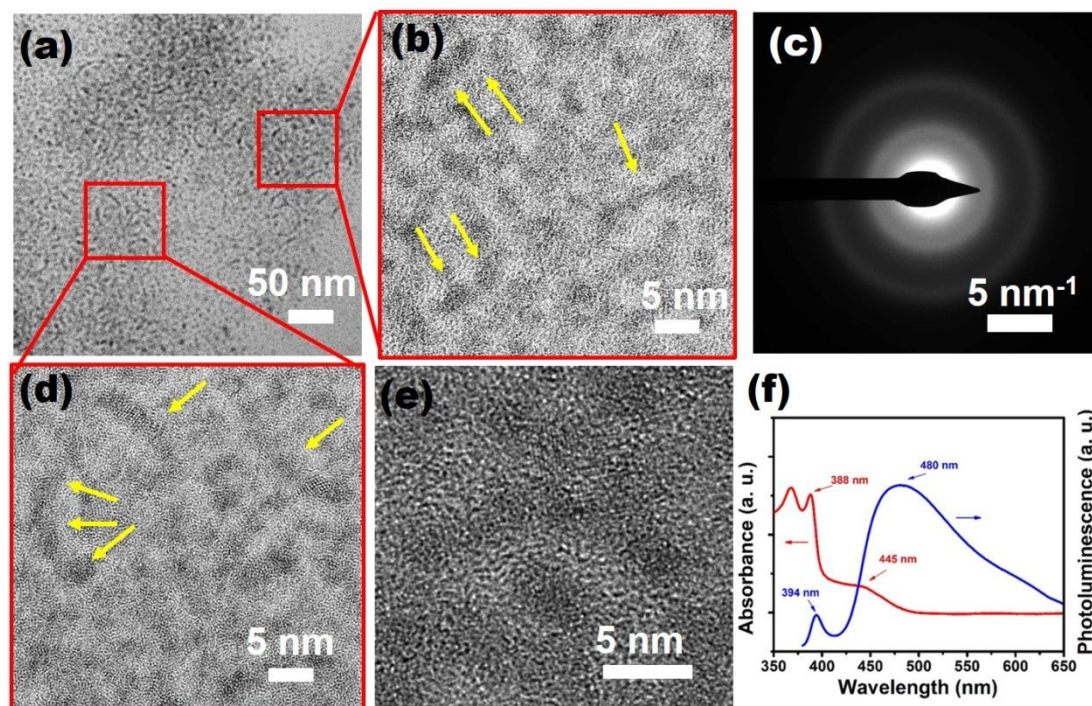 (a)
50 nm
(b)
5 nm
(c)
5 nm-1
(d)
5 nm
(e)
5 nm
(f)
Absorbance (a. u.)
Photoluminescence (a. u.)
480 nm
388 nm
445 nm
394 nm
350 400 450 500 550 600 650
Wavelength (nm)